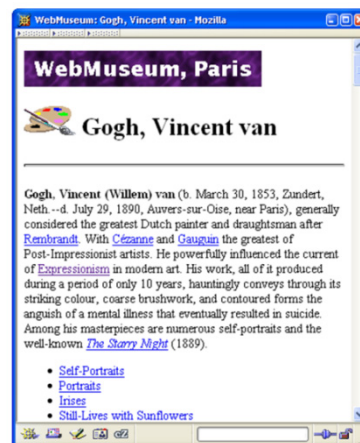 WebMuseum: Gogh, Vincent van - Mozilla
WebMuseum, Paris
Gogh, Vincent van
Gogh, Vincent (Willem) van (b. March 30, 1853, Zundert,
Neth.--d. July 29, 1890, Auvers-sur-Oise, near Paris), generally
considered the greatest Dutch painter and draughtsman after
Rembrandt. With Cézanne and Gauguin the greatest of
Post-Impressionist artists. He powerfully influenced the current
of Expressionism in modern art. His work, all of it produced
during a period of only 10 years, hauntingly conveys through its
striking colour, coarse brushwork, and contoured forms the
anguish of a mental illness that eventually resulted in suicide.
Among his masterpieces are numerous self-portraits and the
well-known The Starry Night (1889).
Self-Portraits
Portraits
Irises
Still-Lives with Sunflowers